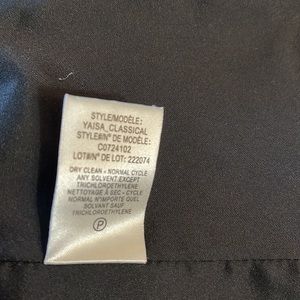 STYLE/MODÈLE:
YAISA_CLASSICAL
STYLE#/N° DE MODÈLE:
C0724102
LOT#/N° DE LOT: 222074
DRY CLEAN - NORMAL CYCLE
ANY SOLVENT EXCEPT
TRICHLOROETHYLENE
NETTOYAGE À SEC - CYCLE
NORMAL N'IMPORTE QUEL
SOLVANT SAUF
TRICHLOROETHYLENE
P